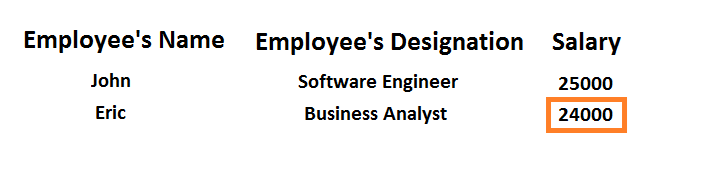 Employee's Name Employee's Designation Salary
John Software Engineer 25000
Eric Business Analyst 24000